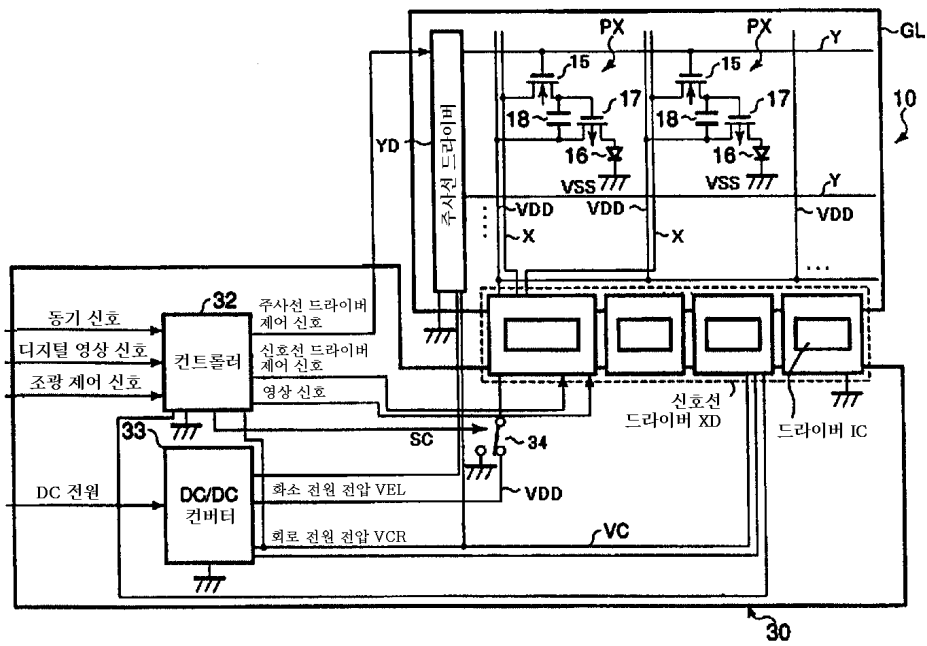 PX
PX
Y
GL
15
15
10
17
17
18
18
16
16
YD
주사선 드라이버
VSS
VSS
Y
VDD
VDD
VDD
X
X
...
32
동기 신호
주사선 드라이버
제어 신호
디지털 영상 신호
컨트롤러
신호선 드라이버
제어 신호
조광 제어 신호
영상 신호
신호선
드라이버 XD
드라이버 IC
33
SC
34
DC 전원
DC/DC
컨버터
화소 전원 전압 VEL
VDD
회로 전원 전압 VCR
VC
30